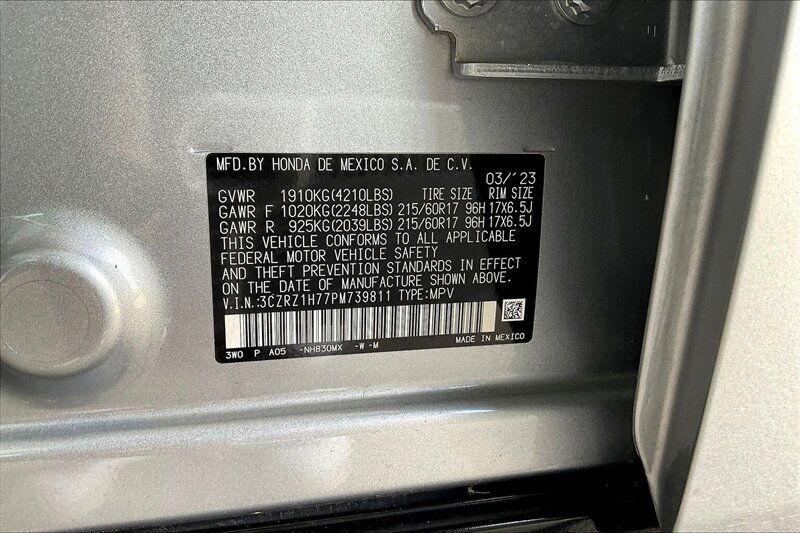 MFD.BY HONDA DE MEXICO S.A. DE C.V.
03/'23
GVWR 1910KG(4210LBS) TIRE SIZE RIM SIZE
GAWR F 1020KG(2248LBS) 215/60R17 96H 17X6.5J
GAWR R 925KG(2039LBS) 215/60R17 96H 17X6.5J
THIS VEHICLE CONFORMS TO ALL APPLICABLE
FEDERAL MOTOR VEHICLE SAFETY
AND THEFT PREVENTION STANDARDS IN EFFECT
ON THE DATE OF MANUFACTURE SHOWN ABOVE.
V.I.N.:3CZRZ1H77PM739811 TYPE:MPV
3W0 P A05 -NH830MX -W -M MADE IN MEXICO